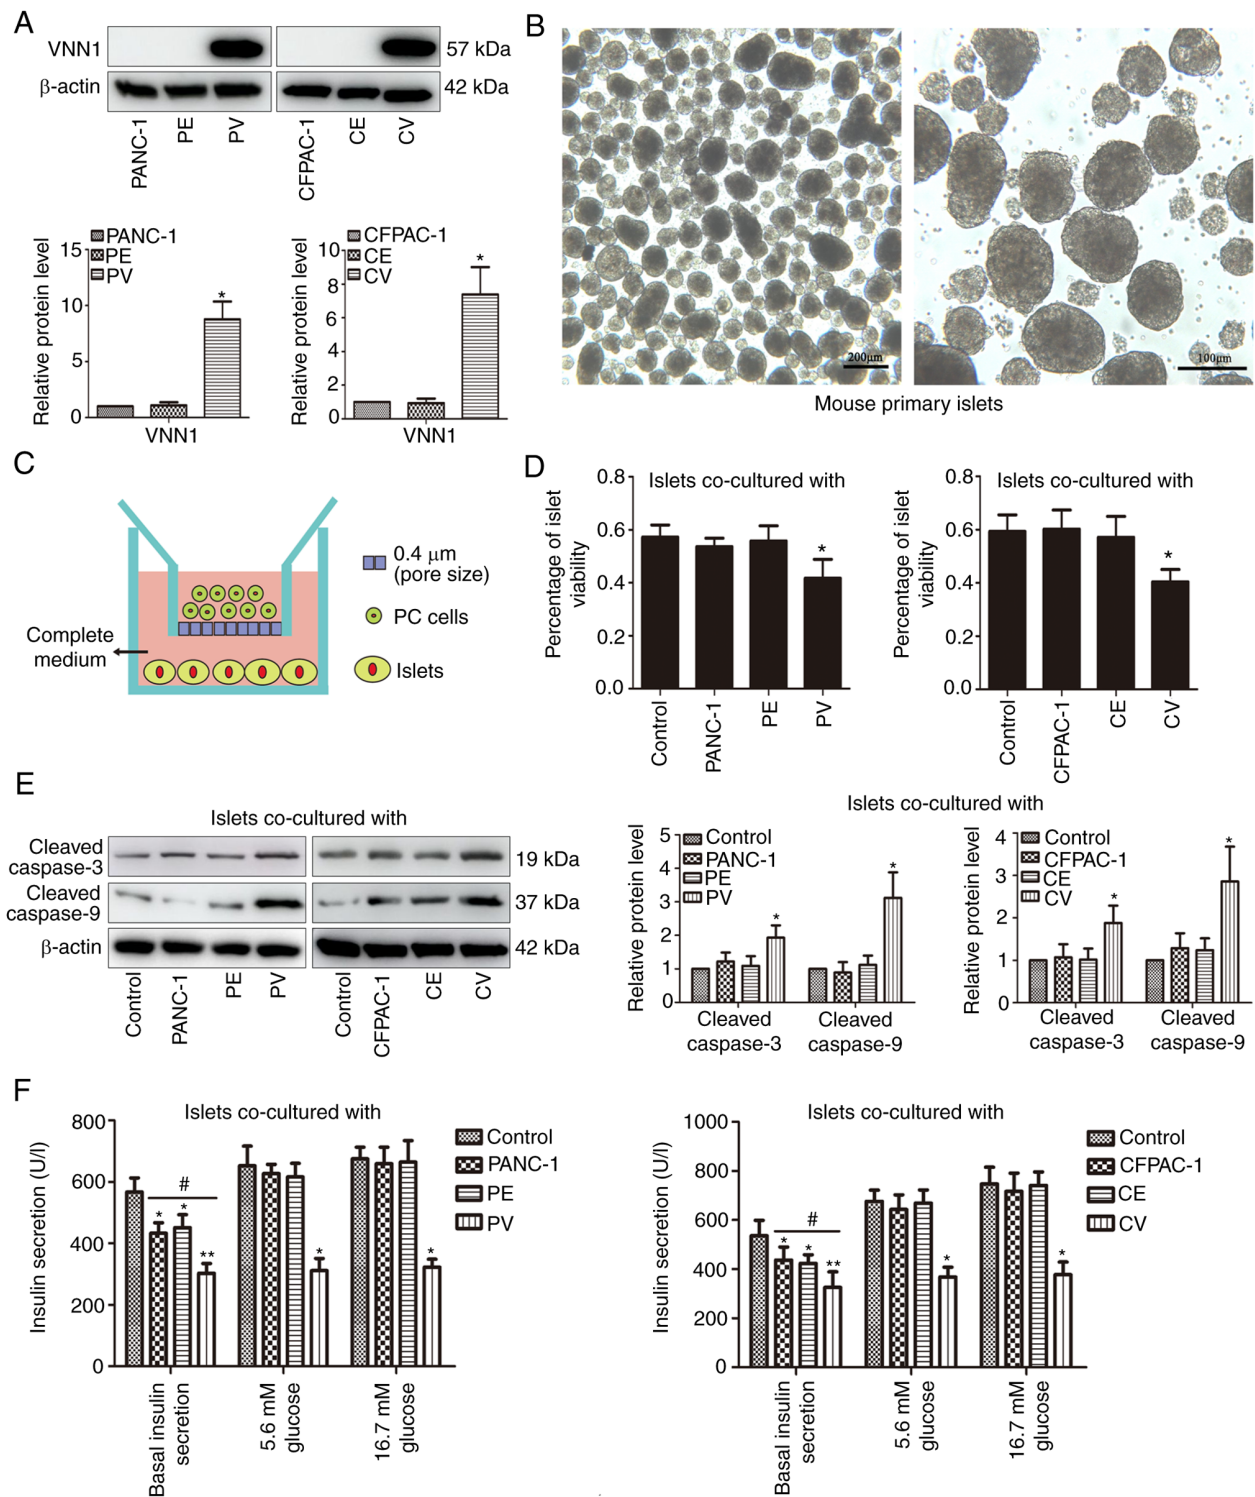 A
VNN1
57 kDa
β-actin
42 kDa
PANC-1
PE
PV
CFPAC-1
CE
CV
Relative protein level
15
10
5
0
PANC-1
PE
PV
*
VNN1
Relative protein level
10
8
6
4
2
0
CFPAC-1
CE
CV
*
VNN1
B
200μm
100μm
Mouse primary islets
C
0.4 μm
(pore size)
PC cells
Islets
Complete
medium
D
Islets co-cultured with
Percentage of islet
viability
0.8
0.6
0.4
0.2
0.0
*
Control
PANC-1
PE
PV
Islets co-cultured with
Percentage of islet
viability
0.8
0.6
0.4
0.2
0.0
*
Control
CFPAC-1
CE
CV
E
Islets co-cultured with
Cleaved
caspase-3
19 kDa
Cleaved
caspase-9
37 kDa
β-actin
42 kDa
Control
PANC-1
PE
PV
Control
CFPAC-1
CE
CV
Islets co-cultured with
Relative protein level
5
4
3
2
1
0
Control
PANC-1
PE
PV
*
*
Cleaved
caspase-3
Cleaved
caspase-9
Relative protein level
4
3
2
1
0
Control
CFPAC-1
CE
CV
*
*
Cleaved
caspase-3
Cleaved
caspase-9
F
Islets co-cultured with
Insulin secretion (U/l)
800
600
400
200
0
Control
PANC-1
PE
PV
#
*
*
**
*
*
Basal insulin
secretion
5.6 mM
glucose
16.7 mM
glucose
Islets co-cultured with
Insulin secretion (U/l)
1000
800
600
400
200
0
Control
CFPAC-1
CE
CV
#
*
*
**
*
*
Basal insulin
secretion
5.6 mM
glucose
16.7 mM
glucose